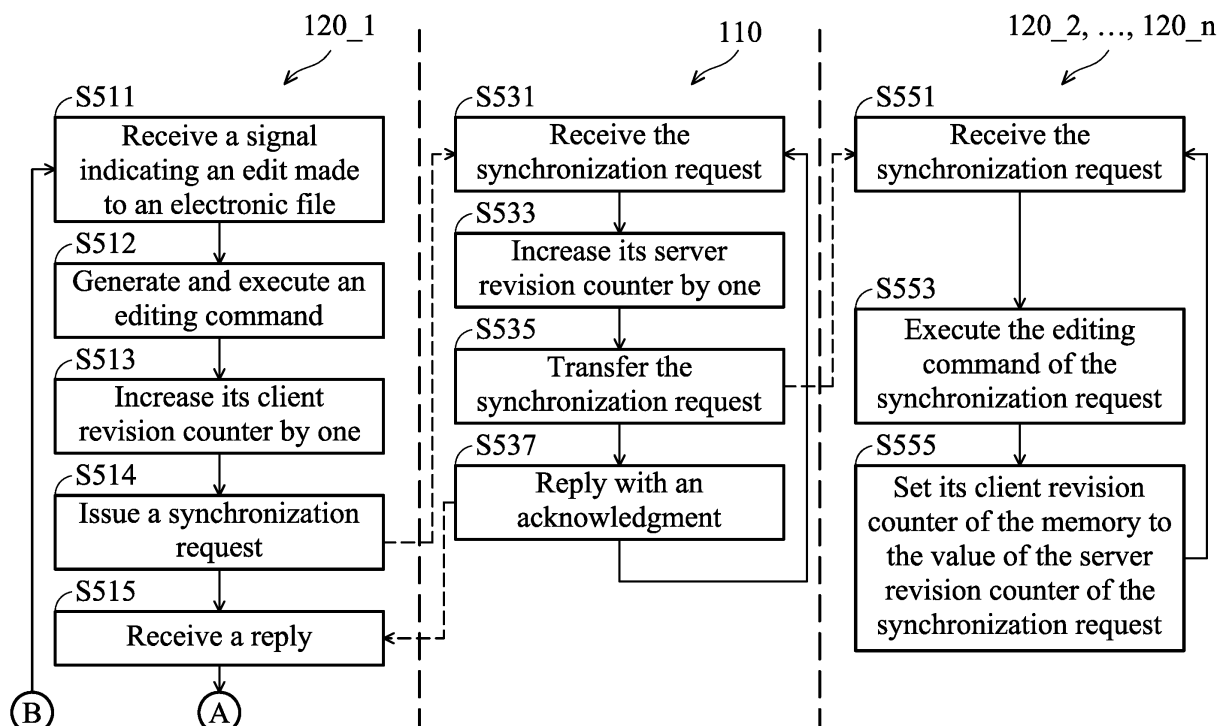 120_1
S511
Receive a signal
indicating an edit made
to an electronic file
S512
Generate and execute an
editing command
S513
Increase its client
revision counter by one
S514
Issue a synchronization
request
S515
Receive a reply
B
A
110
S531
Receive the
synchronization request
S533
Increase its server
revision counter by one
S535
Transfer the
synchronization request
S537
Reply with an
acknowledgment
120_2, ..., 120_n
S551
Receive the
synchronization request
S553
Execute the editing
command of the
synchronization request
S555
Set its client revision
counter of the memory to
the value of the server
revision counter of the
synchronization request